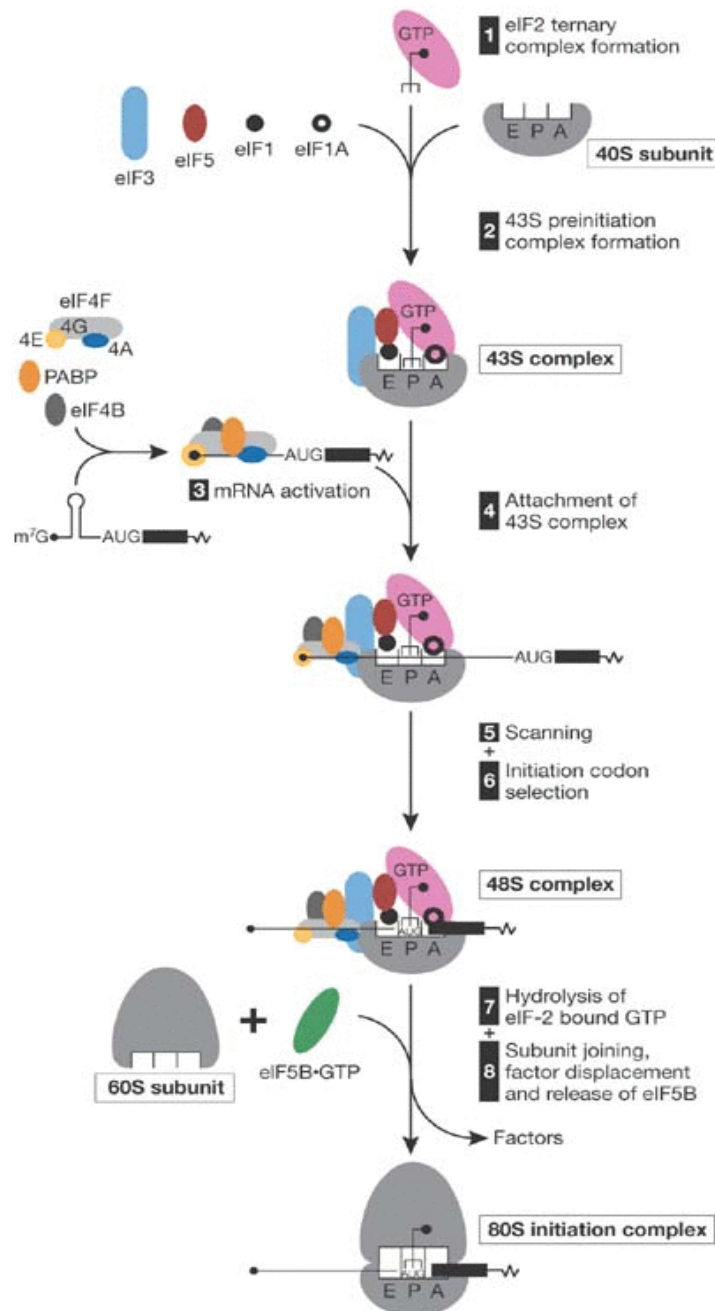 GTP
1 eIF2 ternary
complex formation
eIF3
eIF5
eIF1
eIF1A
E P A
40S subunit
2 43S preinitiation
complex formation
eIF4F
4G
4E
4A
PABP
eIF4B
GTP
E P A
43S complex
AUG
3 mRNA activation
m⁷G
AUG
4 Attachment of
43S complex
GTP
E P A
AUG
5 Scanning
+
6 Initiation codon
selection
GTP
AUG
E P A
48S complex
60S subunit
+
eIF5B•GTP
7 Hydrolysis of
eIF-2 bound GTP
+
8 Subunit joining,
factor displacement
and release of eIF5B
Factors
80S initiation complex
AUG
E P A